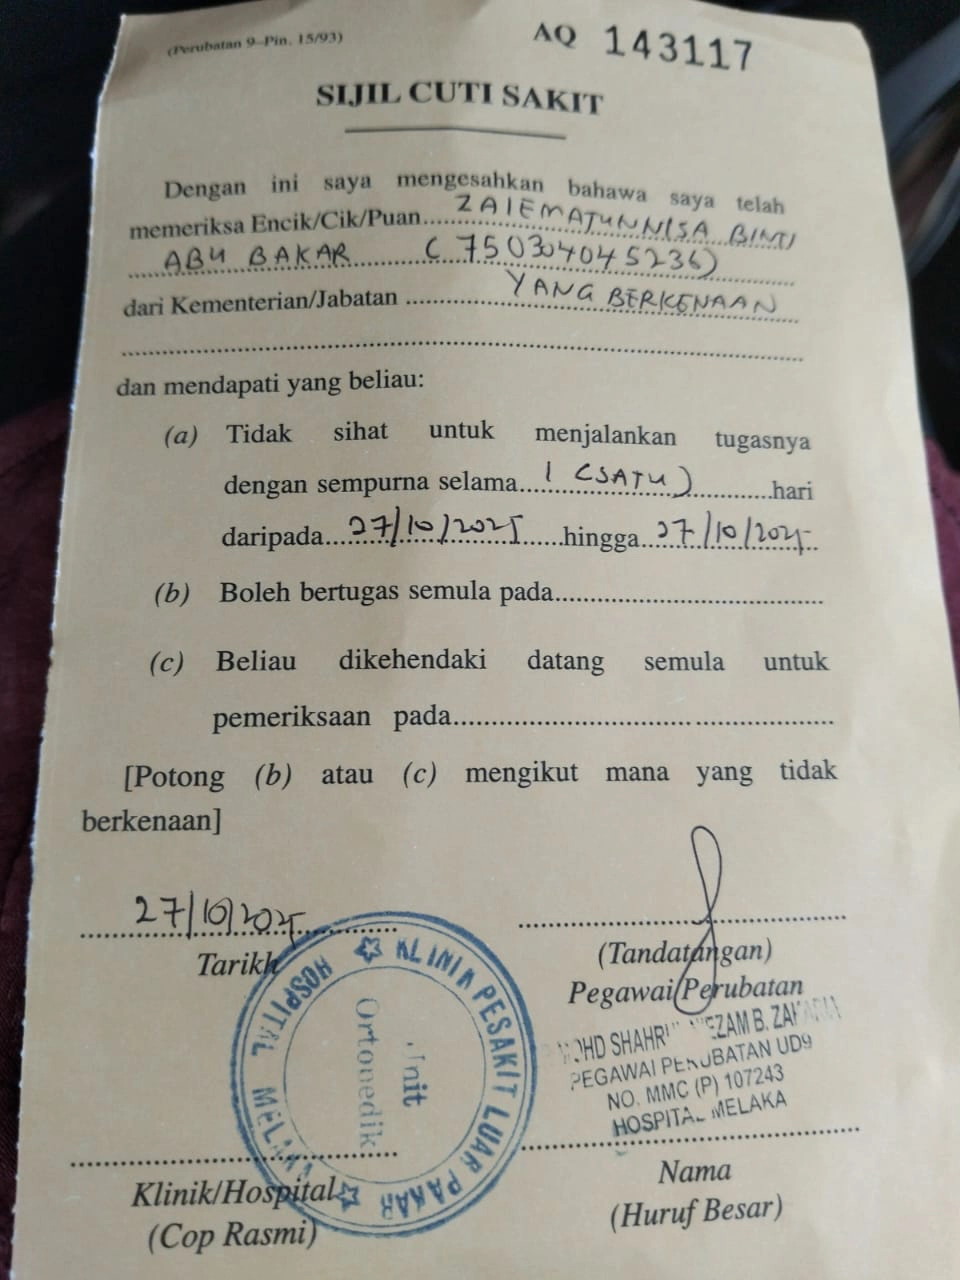 (Perubatan 9–Pin. 15/93)
AQ 143117
SIJIL CUTI SAKIT
Dengan ini saya mengesahkan bahawa saya telah
memeriksa Encik/Cik/Puan ZAIEMATUNNISA BINTI
ABU BAKAR (750304045236)
dari Kementerian/Jabatan YANG BERKENAAN
dan mendapati yang beliau:
(a) Tidak sihat untuk menjalankan tugasnya
dengan sempurna selama 1 (SATU) hari
daripada 27/10/2025 hingga 27/10/2025
(b) Boleh bertugas semula pada
(c) Beliau dikehendaki datang semula untuk
pemeriksaan pada
[Potong (b) atau (c) mengikut mana yang tidak
berkenaan]
27/10/2025
Tarikh
(Tandatangan)
Pegawai Perubatan
KLINIK PESAKIT LUAR PAKAR
HOSPITAL MELAKA
Unit
Ortopedik
MOHD B. ZAKARIA
PEGAWAI PERUBATAN UD9
NO. MMC (P) 107243
HOSPITAL MELAKA
Klinik/Hospital
(Cop Rasmi)
Nama
(Huruf Besar)